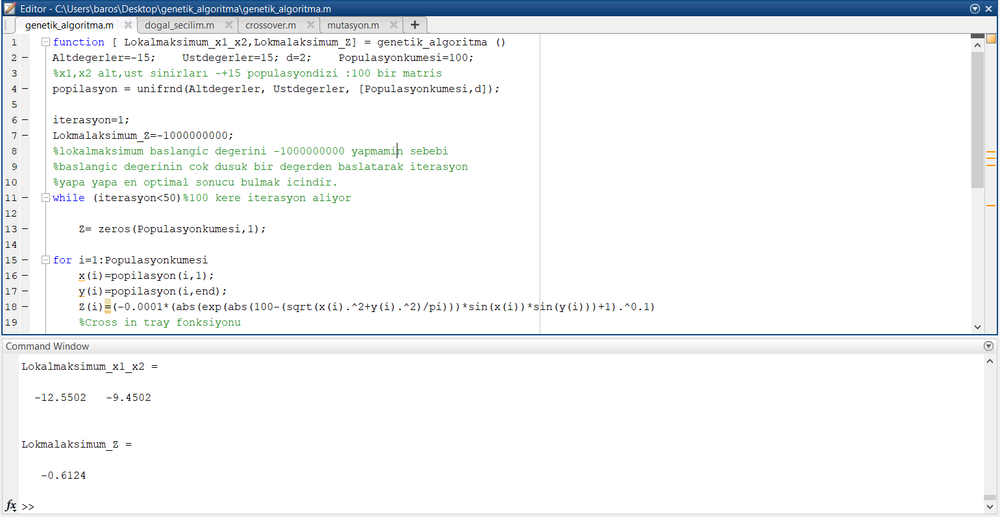 Editor - C:\Users\baros\Desktop\genetik_algoritma\genetik_algoritma.m
genetik_algoritma.m dogal_secilim.m crossover.m mutasyon.m +
1 function [ Lokalmaksimum_x1_x2,Lokmalaksimum_Z] = genetik_algoritma ()
2 Altdegerler=-15;    Ustdegerler=15; d=2;    Populasyonkumesi=100;
3 %x1,x2 alt,ust sinirları -+15 populasyondizi :100 bir matris
4 popilasyon = unifrnd(Altdegerler, Ustdegerler, [Populasyonkumesi,d]);
5
6 iterasyon=1;
7 Lokmalaksimum_Z=-1000000000;
8 %lokalmaksimum baslangic degerini -1000000000 yapmamin sebebi
9 %baslangic degerinin cok dusuk bir degerden baslatarak iterasyon
10 %yapa yapa en optimal sonucu bulmak icindir.
11 while (iterasyon<50)%100 kere iterasyon aliyor
12
13     Z= zeros(Populasyonkumesi,1);
14
15 for i=1:Populasyonkumesi
16     x(i)=popilasyon(i,1);
17     y(i)=popilasyon(i,end);
18     Z(i)=(-0.0001*(abs(exp(abs(100-(sqrt(x(i).^2+y(i).^2)/pi)))*sin(x(i))*sin(y(i)))+1).^0.1)
19     %Cross in tray fonksiyonu
Command Window
Lokalmaksimum_x1_x2 =
-12.5502   -9.4502
Lokmalaksimum_Z =
-0.6124
fx >>